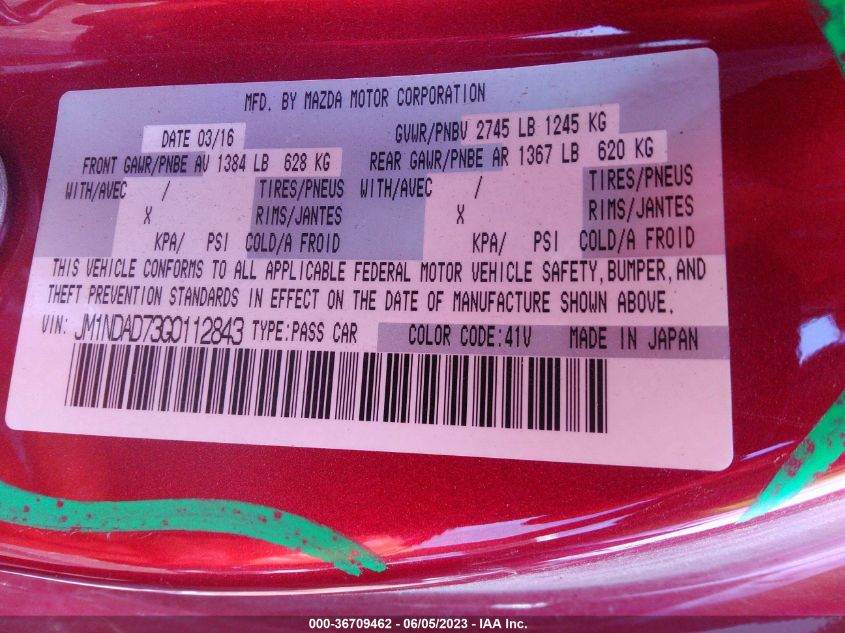 MFD. BY MAZDA MOTOR CORPORATION
DATE 03/16 GVWR/PNBV 2745 LB 1245 KG
FRONT GAWR/PNBE AV 1384 LB 628 KG REAR GAWR/PNBE AR 1367 LB 620 KG
WITH/AVEC / TIRES/PNEUS WITH/AVEC / TIRES/PNEUS
X RIMS/JANTES X RIMS/JANTES
KPA/ PSI COLD/A FROID KPA/ PSI COLD/A FROID
THIS VEHICLE CONFORMS TO ALL APPLICABLE FEDERAL MOTOR VEHICLE SAFETY, BUMPER, AND
THEFT PREVENTION STANDARDS IN EFFECT ON THE DATE OF MANUFACTURE SHOWN ABOVE.
VIN: JM1NDAD73G0112843 TYPE:PASS CAR COLOR CODE:41V MADE IN JAPAN
000-36709462 - 06/05/2023 - IAA Inc.